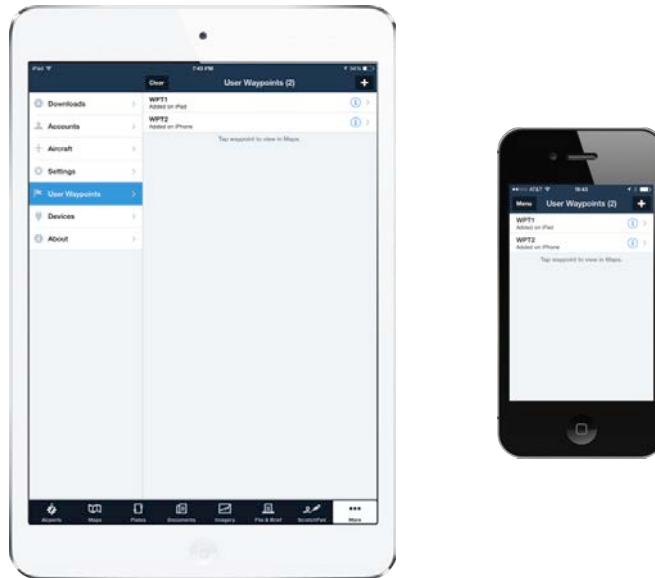 iPad
7:43 PM
54%
Clear
User Waypoints (2)
+
Downloads
Accounts
Aircraft
Settings
User Waypoints
Devices
About
WPT1
Added on iPad
WPT2
Added on iPhone
Tap waypoint to view in Maps.
Airports
Maps
Plates
Documents
Imagery
File & Brief
ScratchPad
More
AT&T
19:43
Menu
User Waypoints (2)
+
WPT1
Added on iPad
WPT2
Added on iPhone
Tap waypoint to view in Maps.